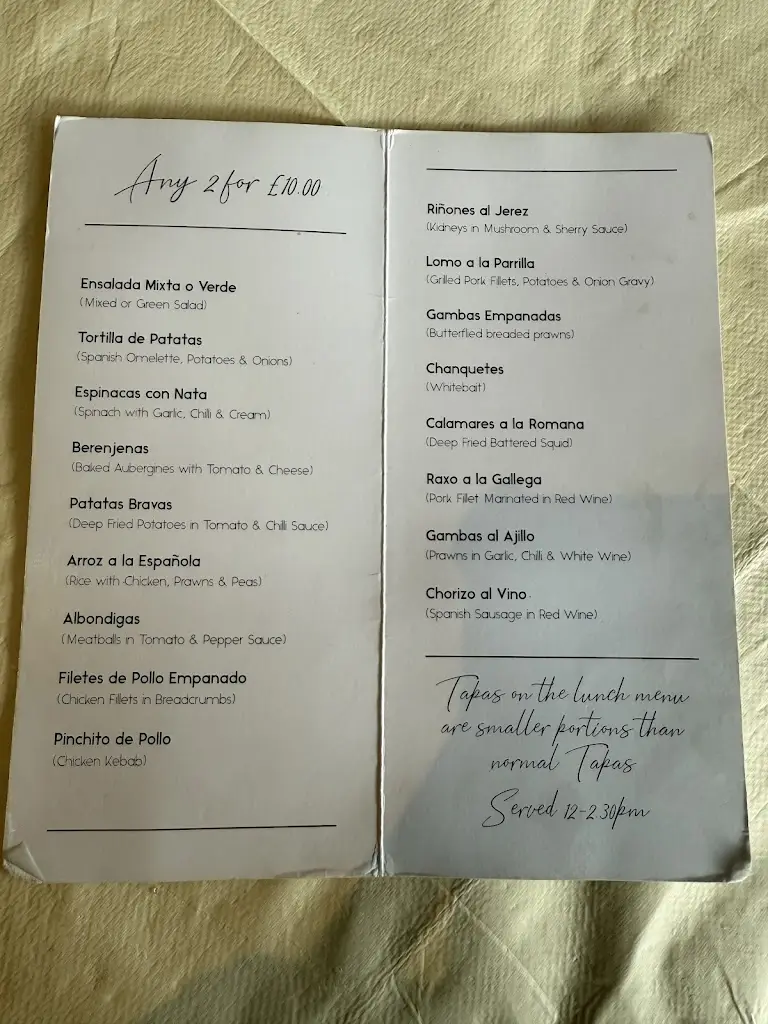 Any 2 for £10.00
Ensalada Mixta o Verde
(Mixed or Green Salad)
Tortilla de Patatas
(Spanish Omelette, Potatoes & Onions)
Espinacas con Nata
(Spinach with Garlic, Chilli & Cream)
Berenjenas
(Baked Aubergines with Tomato & Cheese)
Patatas Bravas
(Deep Fried Potatoes in Tomato & Chilli Sauce)
Arroz a la Española
(Rice with Chicken, Prawns & Peas)
Albondigas
(Meatballs in Tomato & Pepper Sauce)
Filetes de Pollo Empanado
(Chicken Fillets in Breadcrumbs)
Pinchito de Pollo
(Chicken Kebab)
Riñones al Jerez
(Kidneys in Mushroom & Sherry Sauce)
Lomo a la Parrilla
(Grilled Pork Fillets, Potatoes & Onion Gravy)
Gambas Empanadas
(Butterflied breaded prawns)
Chanquetes
(Whitebait)
Calamares a la Romana
(Deep Fried Battered Squid)
Raxo a la Gallega
(Pork Fillet Marinated in Red Wine)
Gambas al Ajillo
(Prawns in Garlic, Chilli & White Wine)
Chorizo al Vino
(Spanish Sausage in Red Wine)
Tapas on the lunch menu
are smaller portions than
normal Tapas
Served 12-2.30pm